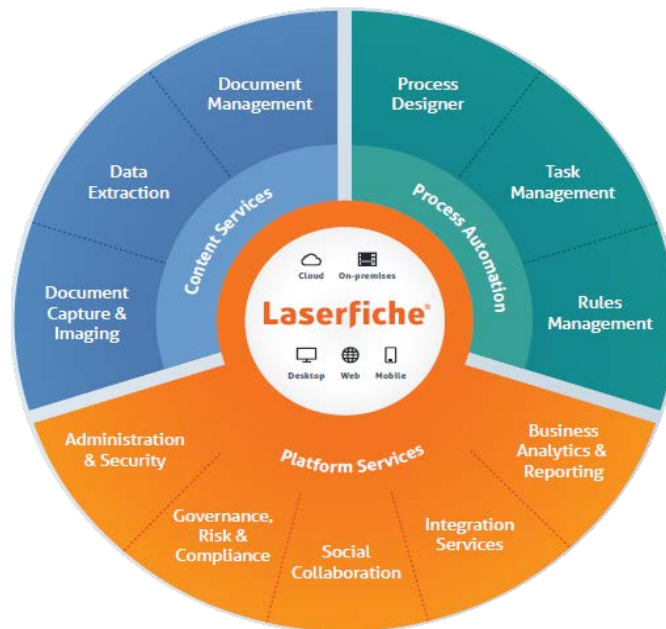 Document
Management
Data
Extraction
Document
Capture &
Imaging
Content Services
Process
Designer
Task
Management
Rules
Management
Process Automation
Cloud
On-premises
Laserfiche®
Desktop
Web
Mobile
Platform Services
Administration
& Security
Governance,
Risk &
Compliance
Social
Collaboration
Integration
Services
Business
Analytics &
Reporting